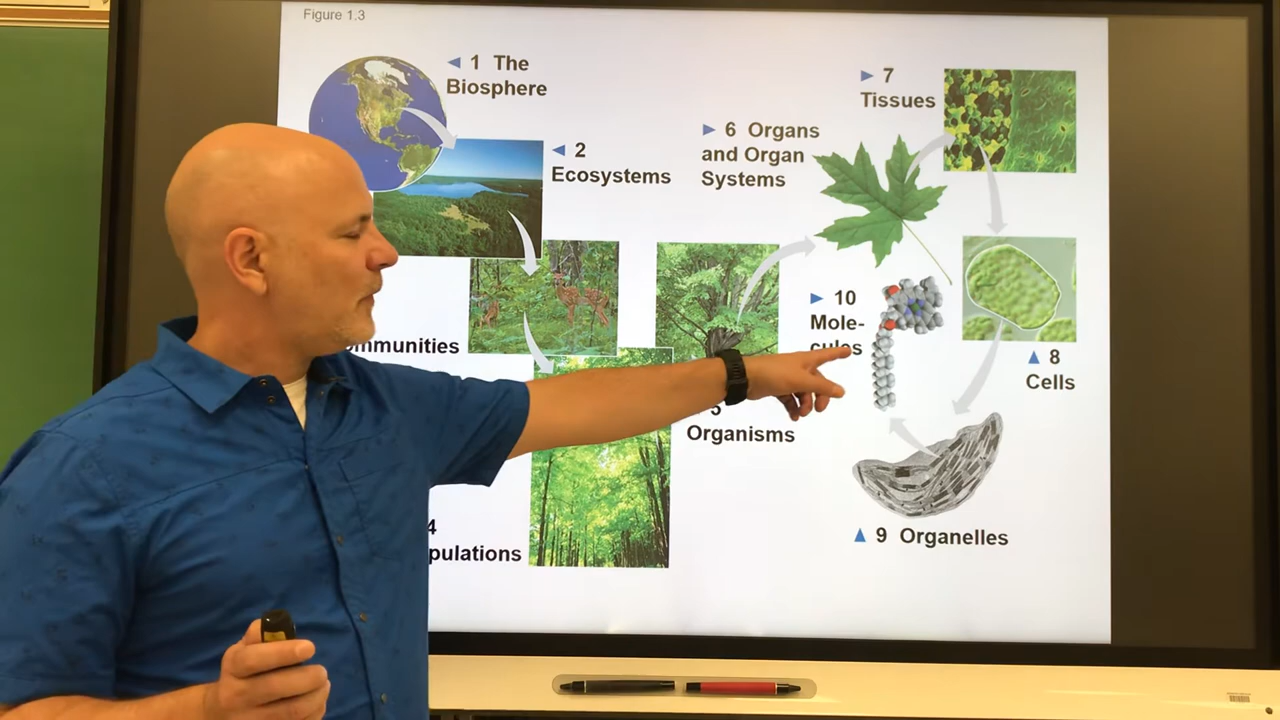 Figure 1.3
◄ 1 The
Biosphere
◄ 2
Ecosystems
mmunities
4
pulations
5
Organisms
► 6 Organs
and Organ
Systems
► 7
Tissues
▲ 8
Cells
▲ 9 Organelles
► 10
Mole-
cules